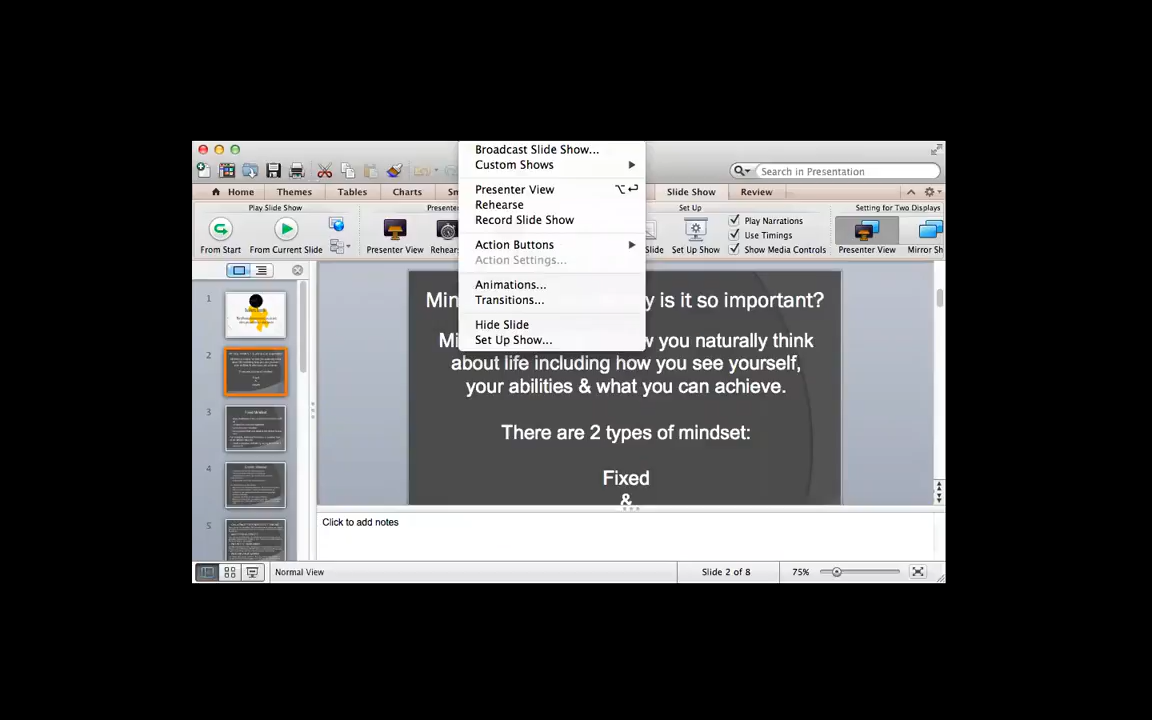 Broadcast Slide Show...
Custom Shows
Presenter View
Rehearse
Record Slide Show
Action Buttons
Action Settings...
Animations...
Transitions...
Hide Slide
Set Up Show...
Search in Presentation
Home Themes Tables Charts Slide Show Review
Play Slide Show Set Up Setting for Two Displays
From Start From Current Slide Presenter View Set Up Show Presenter View
Play Narrations
Use Timings
Show Media Controls
1
2
3
4
5
is it so important?
you naturally think
about life including how you see yourself,
your abilities & what you can achieve.
There are 2 types of mindset:
Fixed
&
Click to add notes
Normal View Slide 2 of 8 75%